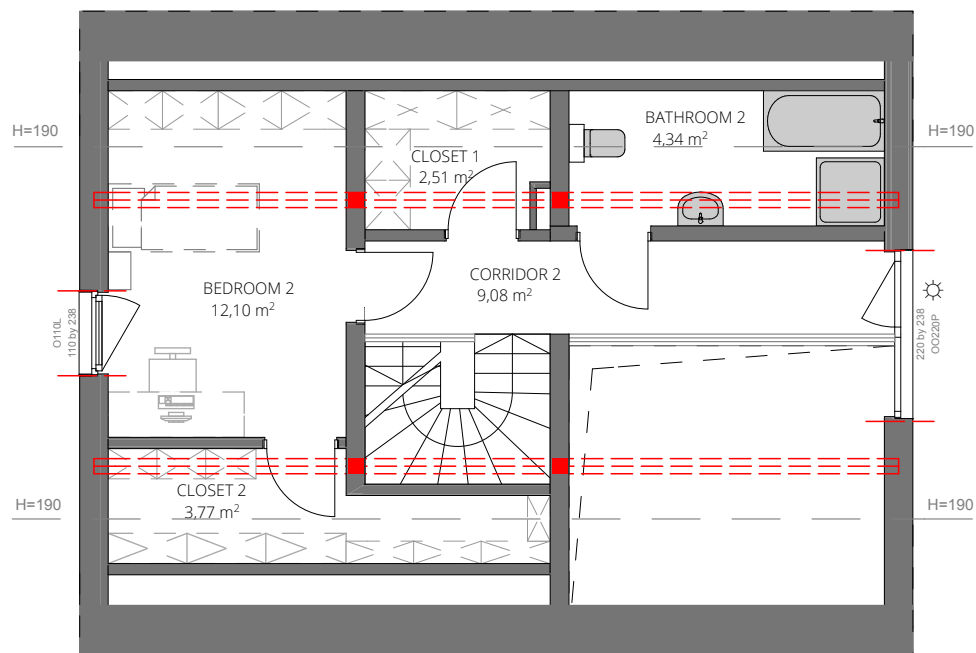 BATHROOM 2
4,34 m²
H=190
H=190
CLOSET 1
2,51 m²
CORRIDOR 2
9,08 m²
BEDROOM 2
12,10 m²
O110L
110 by 238
220 by 238
OO220P
CLOSET 2
3,77 m²
H=190
H=190